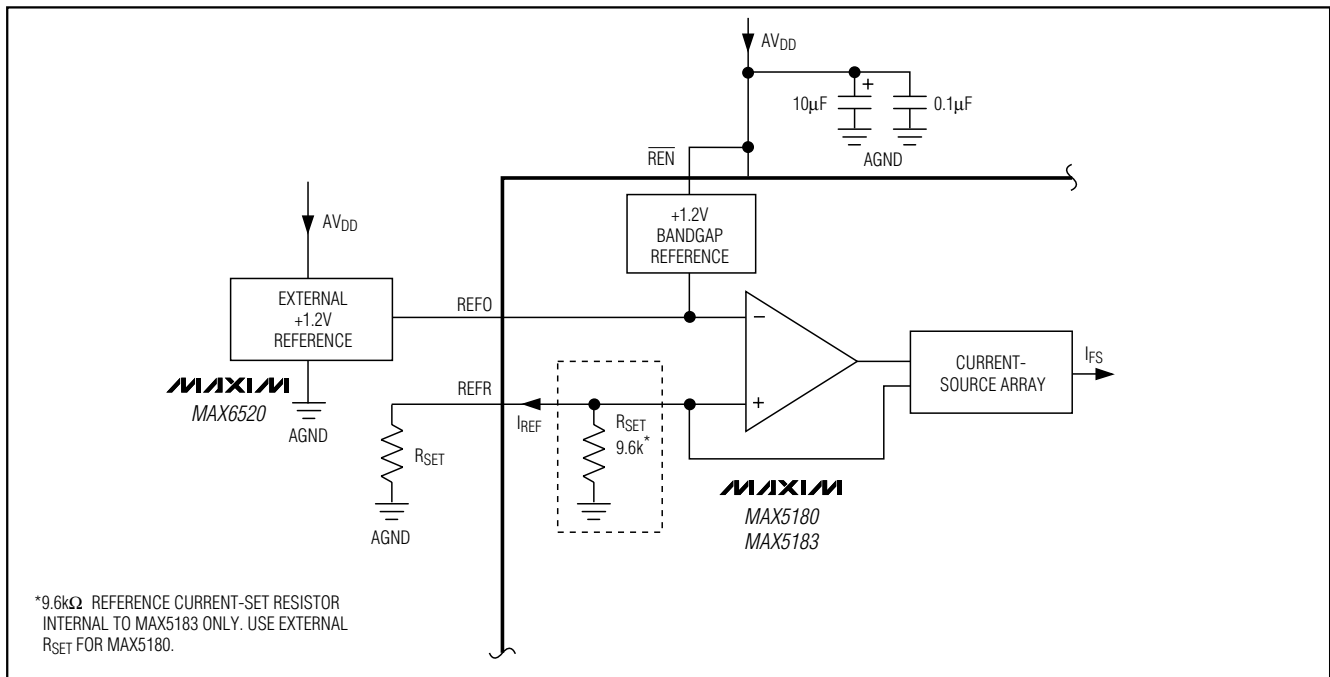 AVDD
10µF
+
0.1µF
AGND
REN
AVDD
+1.2V
BANDGAP
REFERENCE
EXTERNAL
+1.2V
REFERENCE
REFO
−
CURRENT-
SOURCE ARRAY
IFS
MAXIM
MAX6520
AGND
REFR
IREF
RSET
9.6k*
+
RSET
AGND
MAXIM
MAX5180
MAX5183
*9.6kΩ REFERENCE CURRENT-SET RESISTOR
INTERNAL TO MAX5183 ONLY. USE EXTERNAL
RSET FOR MAX5180.